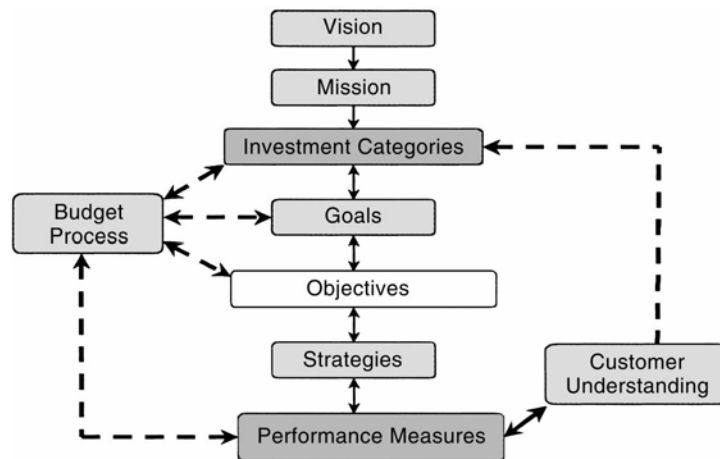 Vision
Mission
Investment Categories
Budget
Process
Goals
Objectives
Strategies
Customer
Understanding
Performance Measures